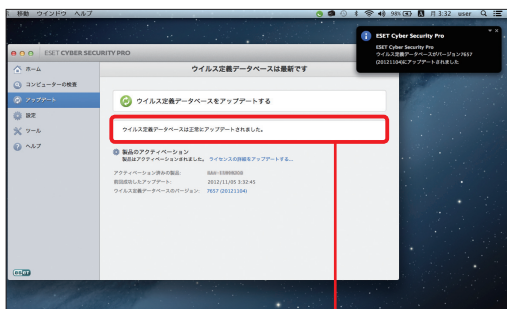 移動 ウインドウ ヘルプ
98% 月 3:32 user
ESET Cyber Security Pro
ESET Cyber Security Pro
ウイルス定義データベースがバージョン7657
(20121104)にアップデートされました
ESET CYBER SECURITY PRO
ホーム
コンピューターの検査
アップデート
設定
ツール
ヘルプ
ウイルス定義データベースは最新です
ウイルス定義データベースをアップデートする
ウイルス定義データベースは正常にアップデートされました。
製品のアクティベーション
製品はアクティベーションされました。 ライセンスの詳細をアップデートする...
アクティベーション済みの製品:
前回成功したアップデート: 2012/11/05 3:32:45
ウイルス定義データベースのバージョン: 7657 (20121104)
eset